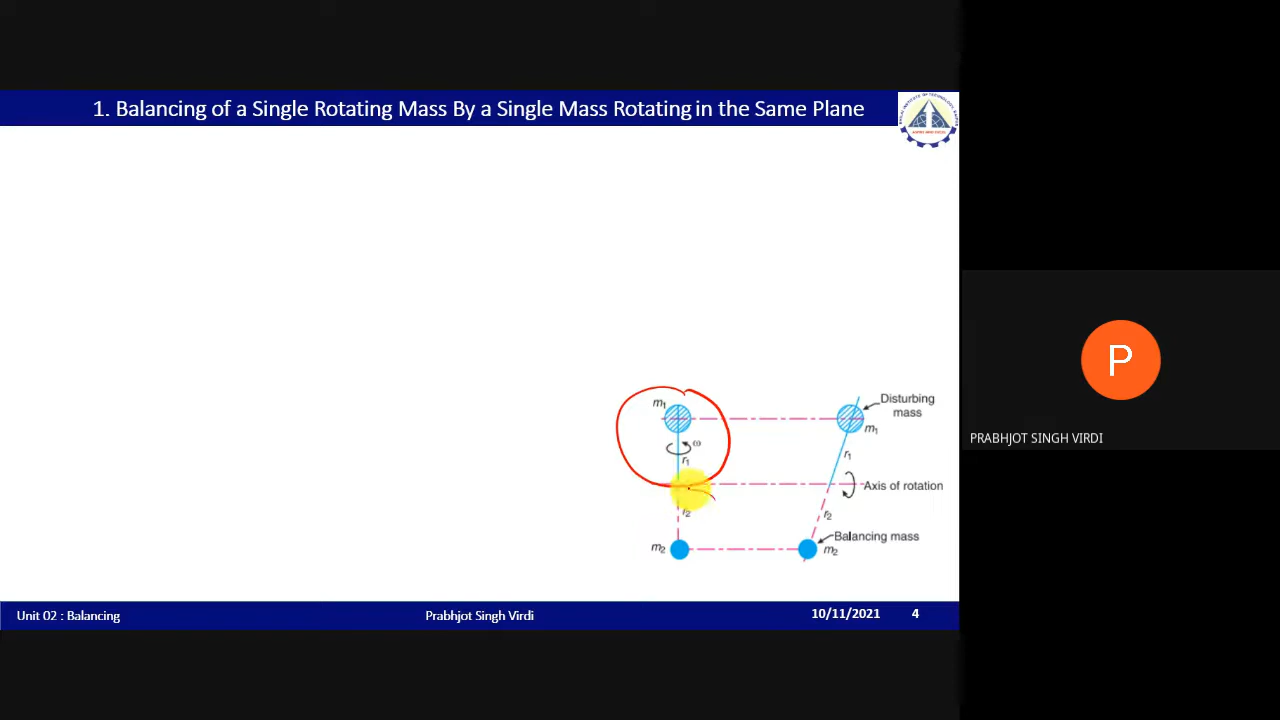 1. Balancing of a Single Rotating Mass By a Single Mass Rotating in the Same Plane
m1
ω
r1
r2
m2
Disturbing
mass
m1
r1
Axis of rotation
r2
Balancing mass
m2
P
PRABHJOT SINGH VIRDI
Unit 02 : Balancing
Prabhjot Singh Virdi
10/11/2021
4